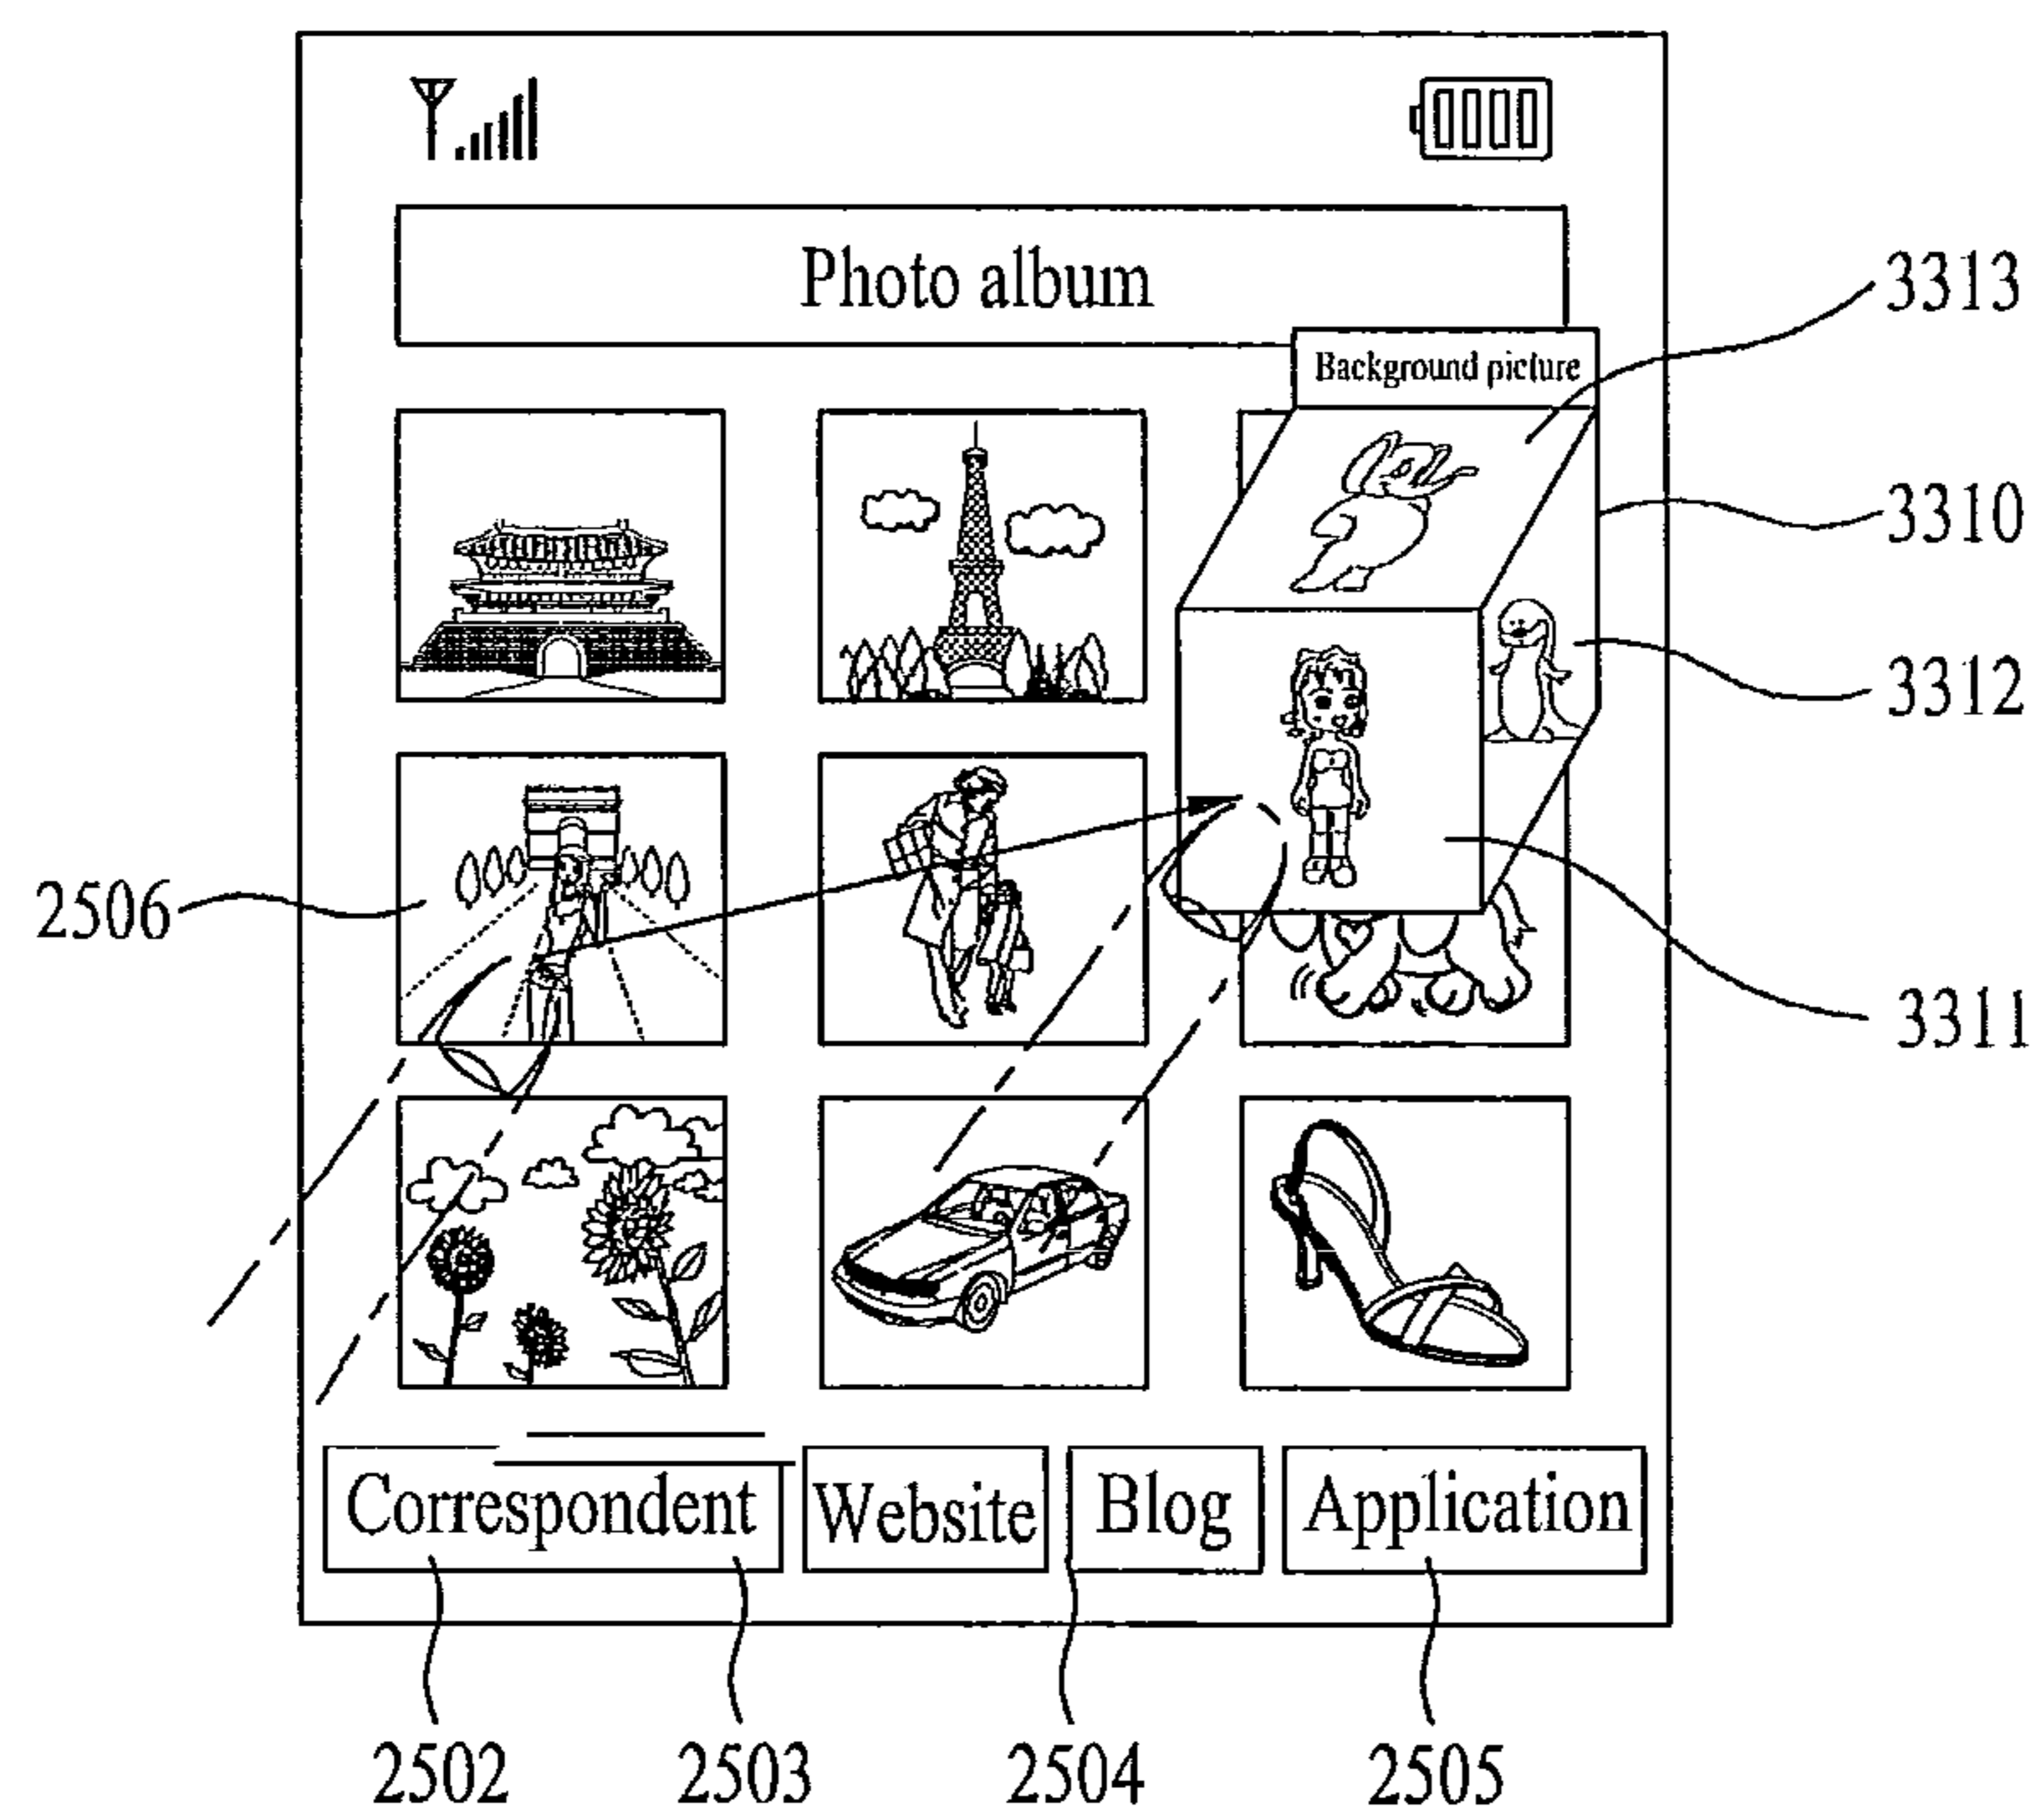 Photo album
3313
Background picture
3310
3312
2506
3311
Correspondent
Website
Blog
Application
2502
2503
2504
2505